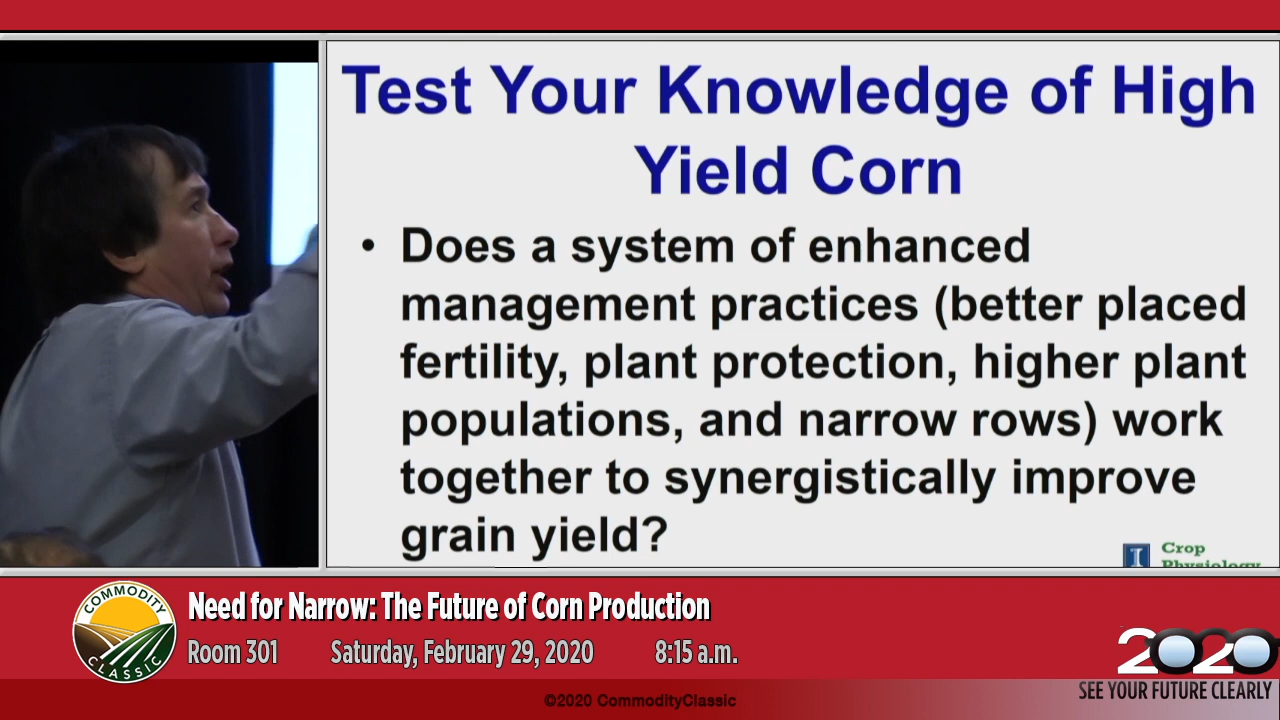 Test Your Knowledge of High
Yield Corn
• Does a system of enhanced
management practices (better placed
fertility, plant protection, higher plant
populations, and narrow rows) work
together to synergistically improve
grain yield?
I Crop
Physiology
COMMODITY
CLASSIC
Need for Narrow: The Future of Corn Production
Room 301 Saturday, February 29, 2020 8:15 a.m.
2020
SEE YOUR FUTURE CLEARLY
©2020 CommodityClassic